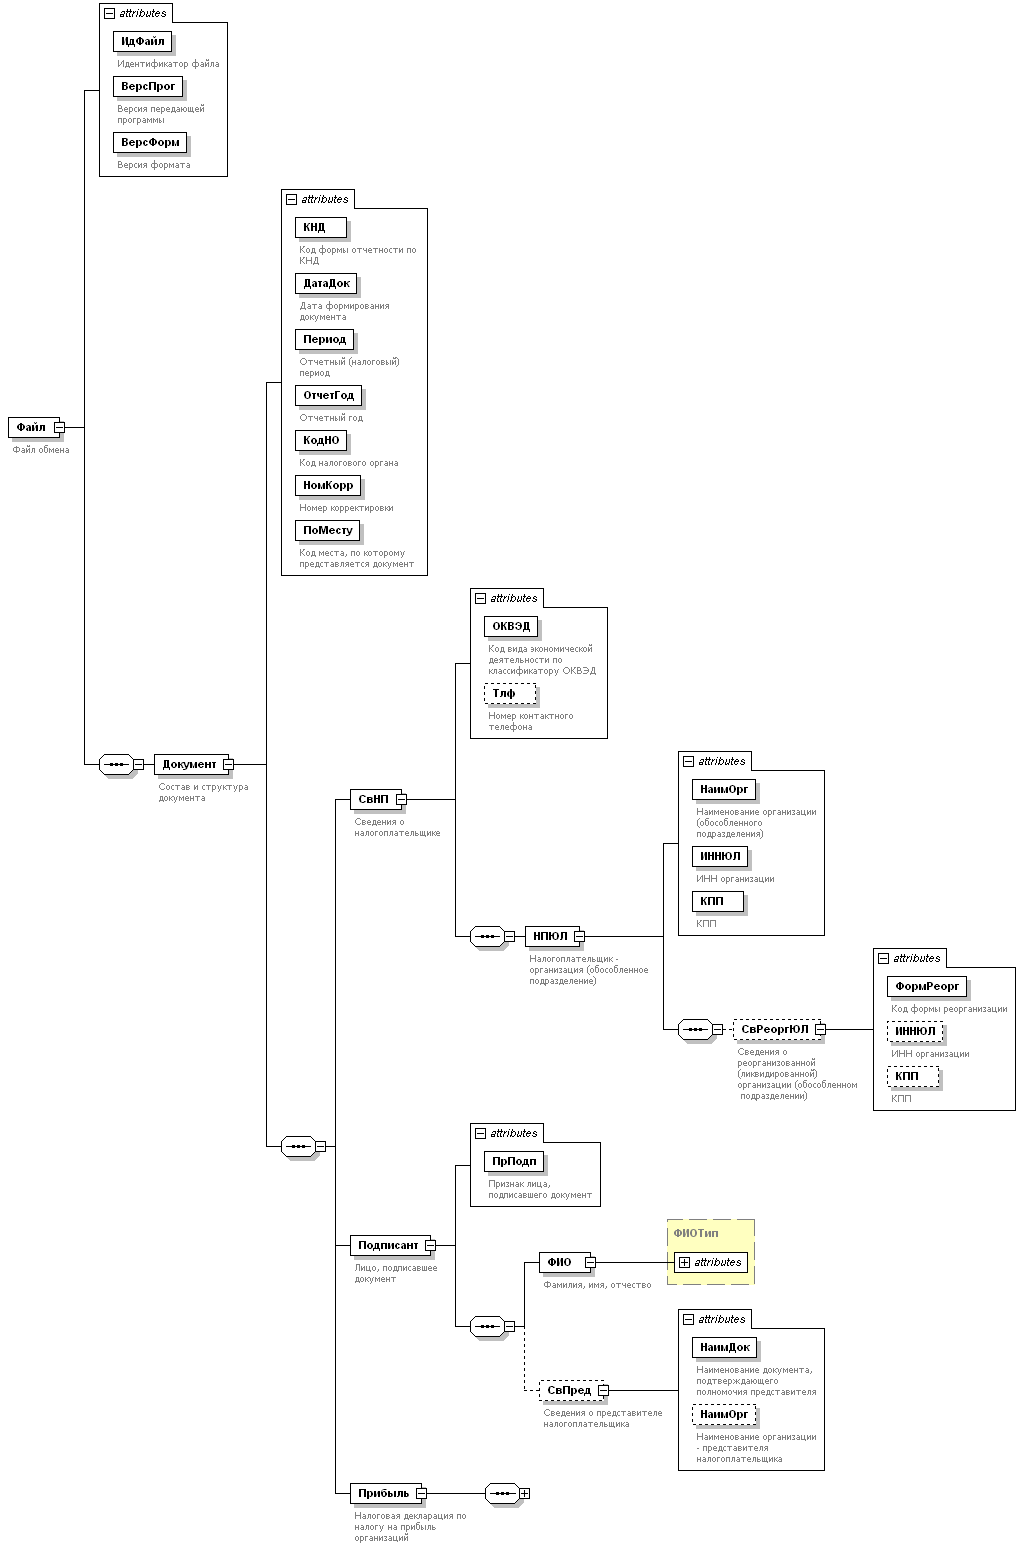 attributes
ИдФайл
Идентификатор файла
ВерсПрог
Версия передающей
программы
ВерсФорм
Версия формата
attributes
КНД
Код формы отчетности по
КНД
ДатаДок
Дата формирования
документа
Период
Отчетный (налоговый)
период
ОтчетГод
Отчетный год
Файл
Файл обмена
КодНО
Код налогового органа
НомКорр
Номер корректировки
ПоМесту
Код места, по которому
представляется документ
attributes
ОКВЭД
Код вида экономической
деятельности по
классификатору ОКВЭД
Тлф
Номер контактного
телефона
Документ
Состав и структура
документа
СвНП
Сведения о
налогоплательщике
attributes
НаимОрг
Наименование организации
(обособленного
подразделения)
ИННЮЛ
ИНН организации
КПП
КПП
НПЮЛ
Налогоплательщик -
организация (обособленное
подразделение)
attributes
ФормРеорг
Код формы реорганизации
ИННЮЛ
ИНН организации
КПП
КПП
СвРеоргЮЛ
Сведения о
реорганизованной
(ликвидированной)
организации (обособленном
подразделении)
attributes
ПрПодп
Признак лица,
подписавшего документ
Подписант
Лицо, подписавшее
документ
ФИОТип
attributes
ФИО
Фамилия, имя, отчество
attributes
НаимДок
Наименование документа,
подтверждающего
полномочия представителя
НаимОрг
Наименование организации
- представителя
налогоплательщика
СвПред
Сведения о представителе
налогоплательщика
Прибыль
Налоговая декларация по
налогу на прибыль
организаций